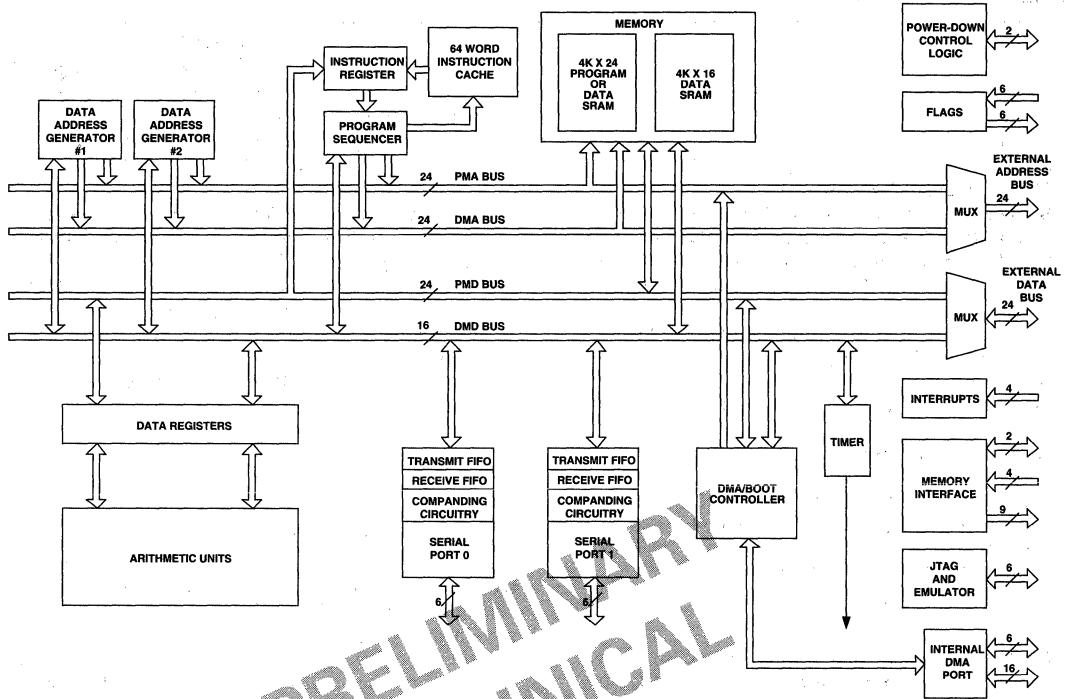 MEMORY
4K X 24
PROGRAM
OR
DATA
SRAM
4K X 16
DATA
SRAM
64 WORD
INSTRUCTION
CACHE
INSTRUCTION
REGISTER
PROGRAM
SEQUENCER
DATA
ADDRESS
GENERATOR
#1
DATA
ADDRESS
GENERATOR
#2
POWER-DOWN
CONTROL
LOGIC
2
FLAGS
6
6
24
PMA BUS
24
DMA BUS
24
PMD BUS
16
DMD BUS
MUX
EXTERNAL
ADDRESS
BUS
24
MUX
EXTERNAL
DATA
BUS
24
DATA REGISTERS
ARITHMETIC UNITS
TRANSMIT FIFO
RECEIVE FIFO
COMPANDING
CIRCUITRY
SERIAL
PORT 0
6
TRANSMIT FIFO
RECEIVE FIFO
COMPANDING
CIRCUITRY
SERIAL
PORT 1
6
DMA/BOOT
CONTROLLER
TIMER
INTERRUPTS
4
MEMORY
INTERFACE
2
4
9
JTAG
AND
EMULATOR
6
INTERNAL
DMA
PORT
6
16
PRELIMINARY
TECHNICAL